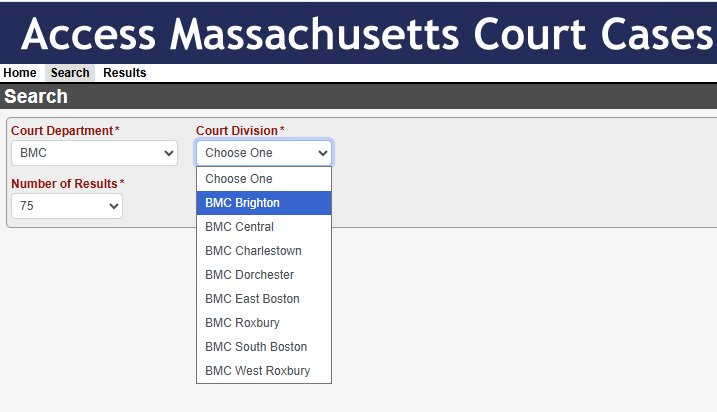 Access Massachusetts Court Cases
Home Search Results
Search
Court Department* Court Division*
BMC Choose One
Choose One
Number of Results*
BMC Brighton
75
BMC Central
BMC Charlestown
BMC Dorchester
BMC East Boston
BMC Roxbury
BMC South Boston
BMC West Roxbury